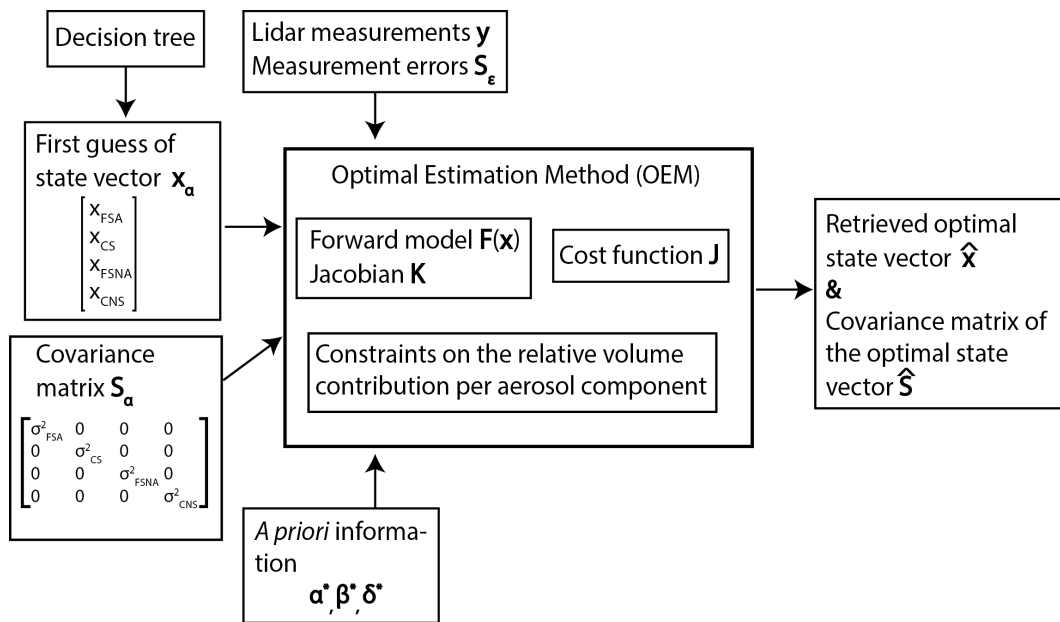 Decision tree
Lidar measurements y
Measurement errors Sε
First guess of
state vector xα
xFSA
xCS
xFSNA
xCNS
Optimal Estimation Method (OEM)
Forward model F(x)
Jacobian K
Cost function J
Constraints on the relative volume
contribution per aerosol component
Retrieved optimal
state vector x̂
&
Covariance matrix of
the optimal state
vector Ŝ
Covariance
matrix Sα
σ²FSA 0 0 0
0 σ²CS 0 0
0 0 σ²FSNA 0
0 0 0 σ²CNS
A priori informa-
tion
α*, β*, δ*